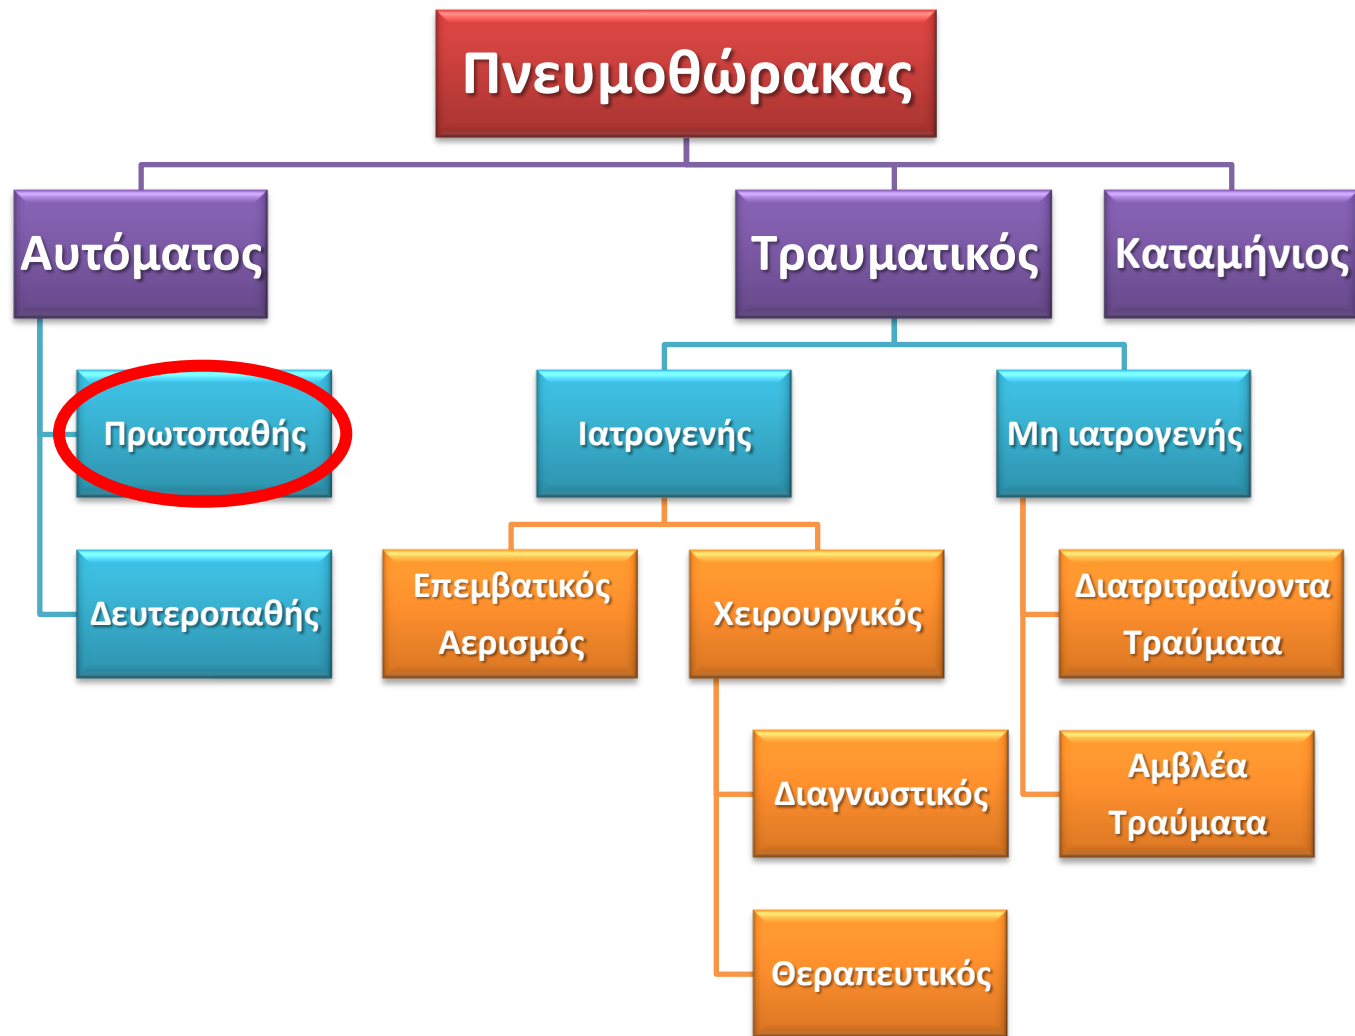 Πνευμοθώρακας
Αυτόματος
Τραυματικός
Καταμήνιος
Πρωτοπαθής
Ιατρογενής
Μη ιατρογενής
Δευτεροπαθής
Επεμβατικός
Αερισμός
Χειρουργικός
Διατριτραίνοντα
Τραύματα
Διαγνωστικός
Αμβλέα
Τραύματα
Θεραπευτικός